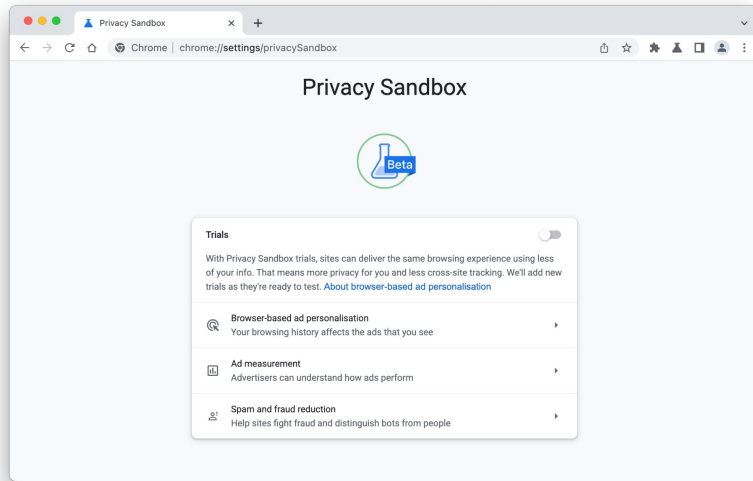 Privacy Sandbox
Chrome | chrome://settings/privacySandbox
Privacy Sandbox
Beta
Trials
With Privacy Sandbox trials, sites can deliver the same browsing experience using less
of your info. That means more privacy for you and less cross-site tracking. We'll add new
trials as they're ready to test. About browser-based ad personalisation
Browser-based ad personalisation
Your browsing history affects the ads that you see
Ad measurement
Advertisers can understand how ads perform
Spam and fraud reduction
Help sites fight fraud and distinguish bots from people